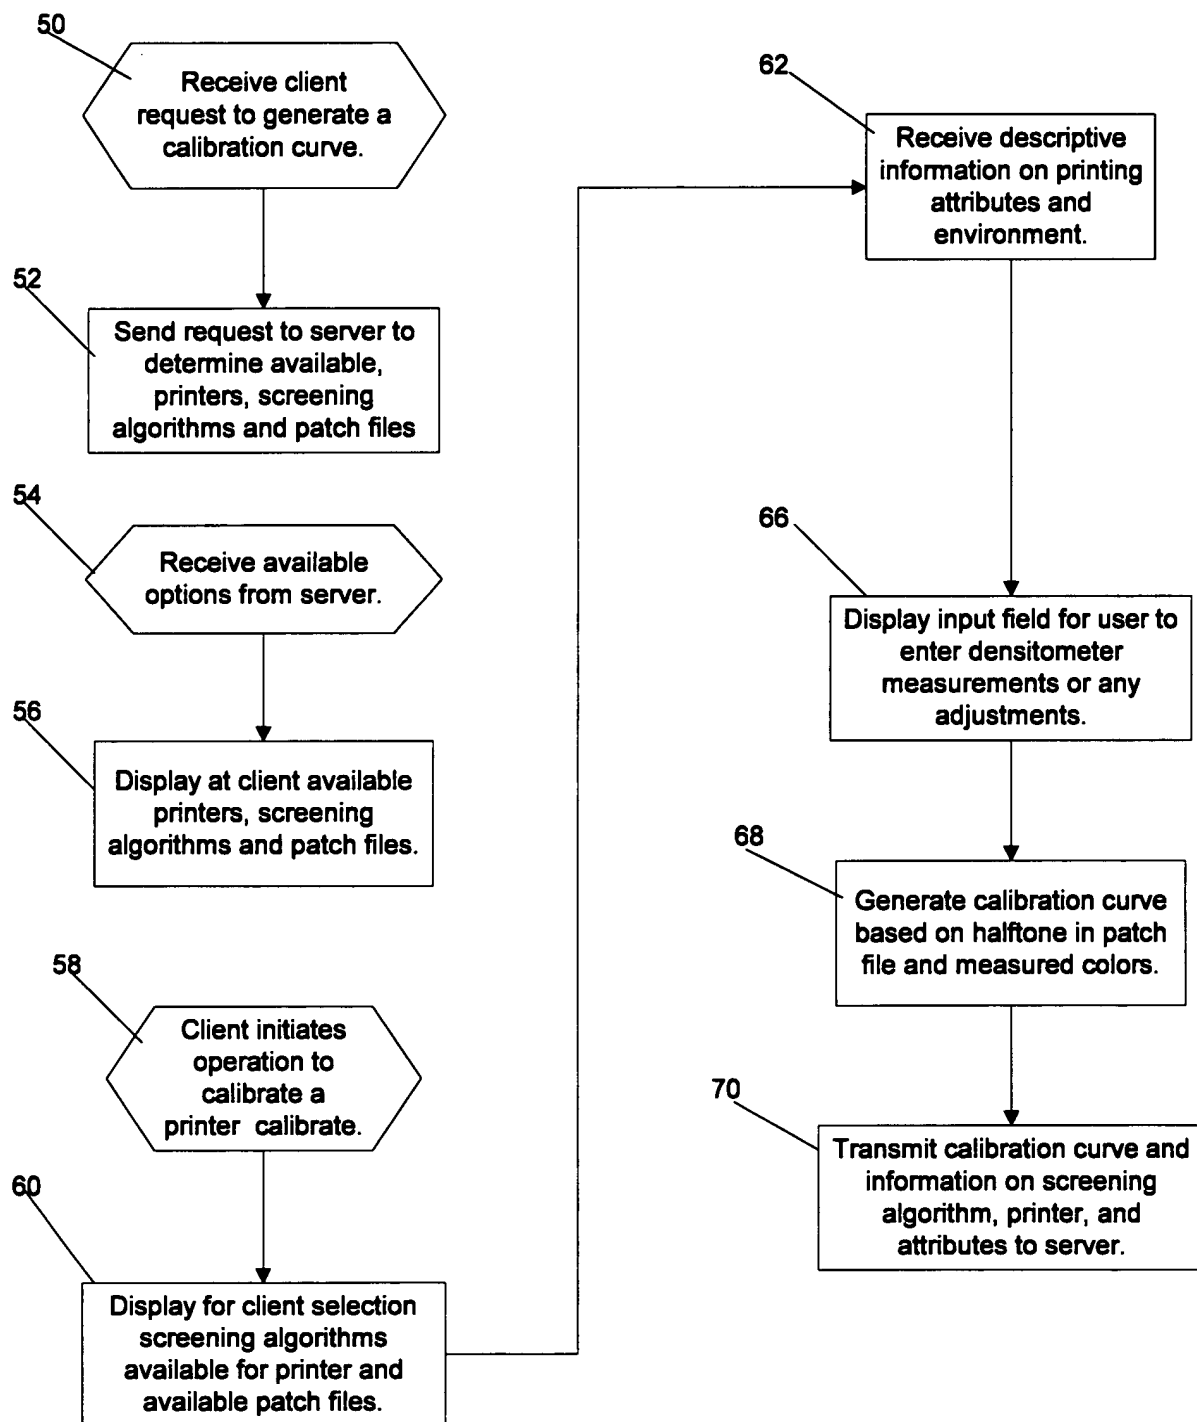 50
Receive client
request to generate a
calibration curve.
52
Send request to server to
determine available,
printers, screening
algorithms and patch files
54
Receive available
options from server.
56
Display at client available
printers, screening
algorithms and patch files.
58
Client initiates
operation to
calibrate a
printer calibrate.
60
Display for client selection
screening algorithms
available for printer and
available patch files.
62
Receive descriptive
information on printing
attributes and
environment.
66
Display input field for user to
enter densitometer
measurements or any
adjustments.
68
Generate calibration curve
based on halftone in patch
file and measured colors.
70
Transmit calibration curve and
information on screening
algorithm, printer, and
attributes to server.